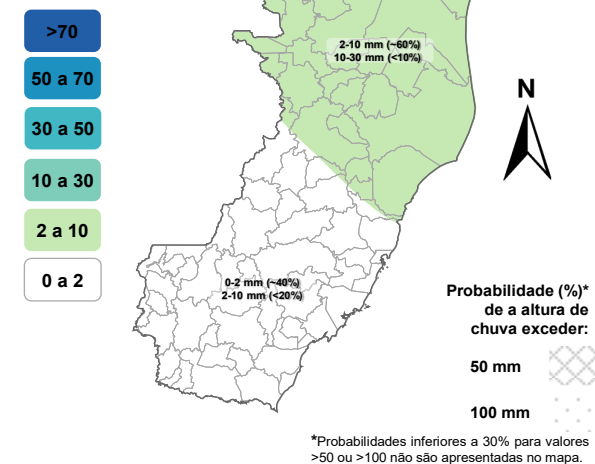 >70
50 a 70
30 a 50
10 a 30
2 a 10
0 a 2
2-10 mm (~60%)
10-30 mm (<10%)
N
0-2 mm (~40%)
2-10 mm (<20%)
Probabilidade (%)*
de a altura de
chuva exceder:
50 mm
100 mm
*Probabilidades inferiores a 30% para valores
>50 ou >100 não são apresentadas no mapa.